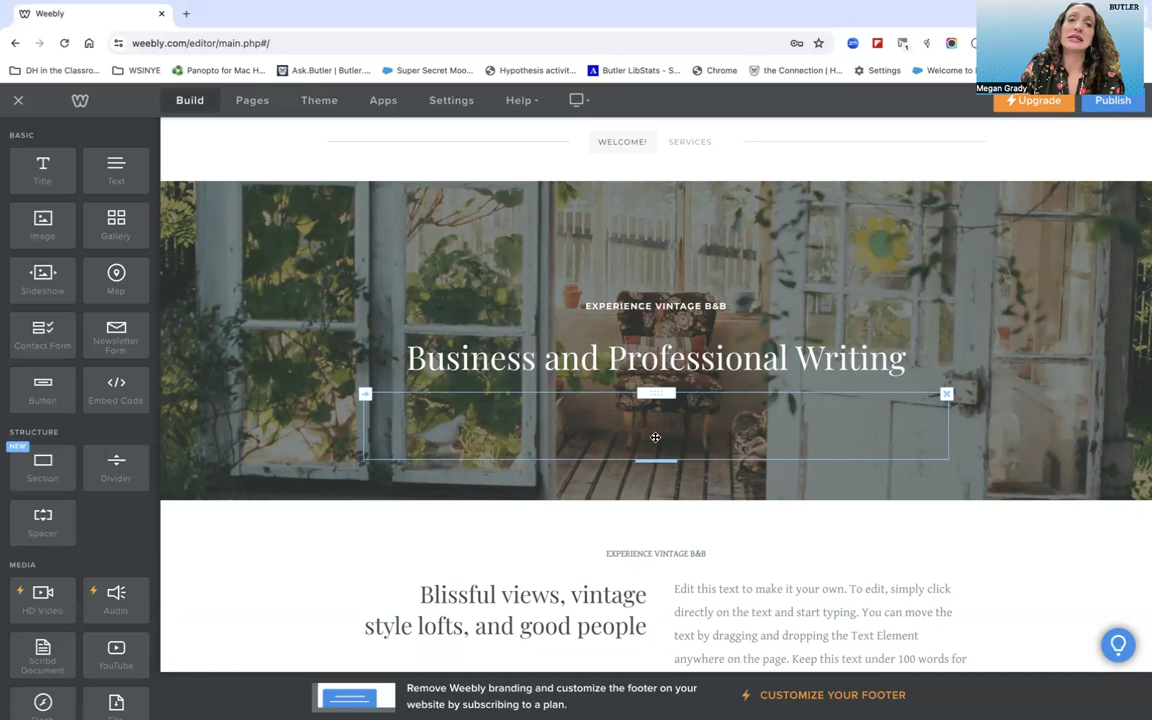 Weebly
BUTLER
weebly.com/editor/main.php#/
DH in the Classro...
WSINYE
Panopto for Mac H...
Ask.Butler | Butler...
Super Secret Moo...
Hypothesis activit...
Butler LibStats - S...
Chrome
the Connection | H...
Settings
Welcome to
Megan Grady
Build
Pages
Theme
Apps
Settings
Help
Upgrade
Publish
BASIC
Title
Text
Image
Gallery
Slideshow
Map
Contact Form
Newsletter
Form
Button
Embed Code
STRUCTURE
NEW
Section
Divider
Spacer
MEDIA
HD Video
Audio
Scribd
Document
YouTube
WELCOME!
SERVICES
EXPERIENCE VINTAGE B&B
Business and Professional Writing
EXPERIENCE VINTAGE B&B
Blissful views, vintage
style lofts, and good people
Edit this text to make it your own. To edit, simply click
directly on the text and start typing. You can move the
text by dragging and dropping the Text Element
anywhere on the page. Keep this text under 100 words for
Remove Weebly branding and customize the footer on your
website by subscribing to a plan.
CUSTOMIZE YOUR FOOTER